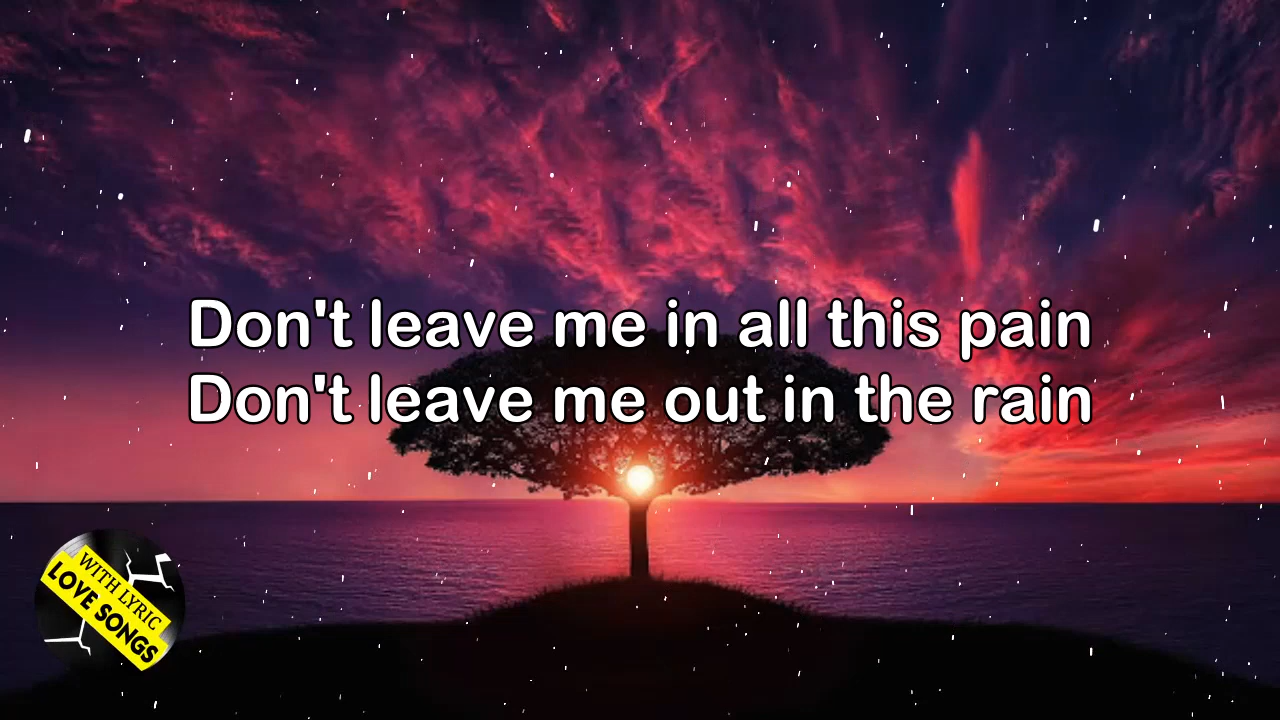 Don't leave me in all this pain
Don't leave me out in the rain
WITH LYRIC
LOVE SONGS